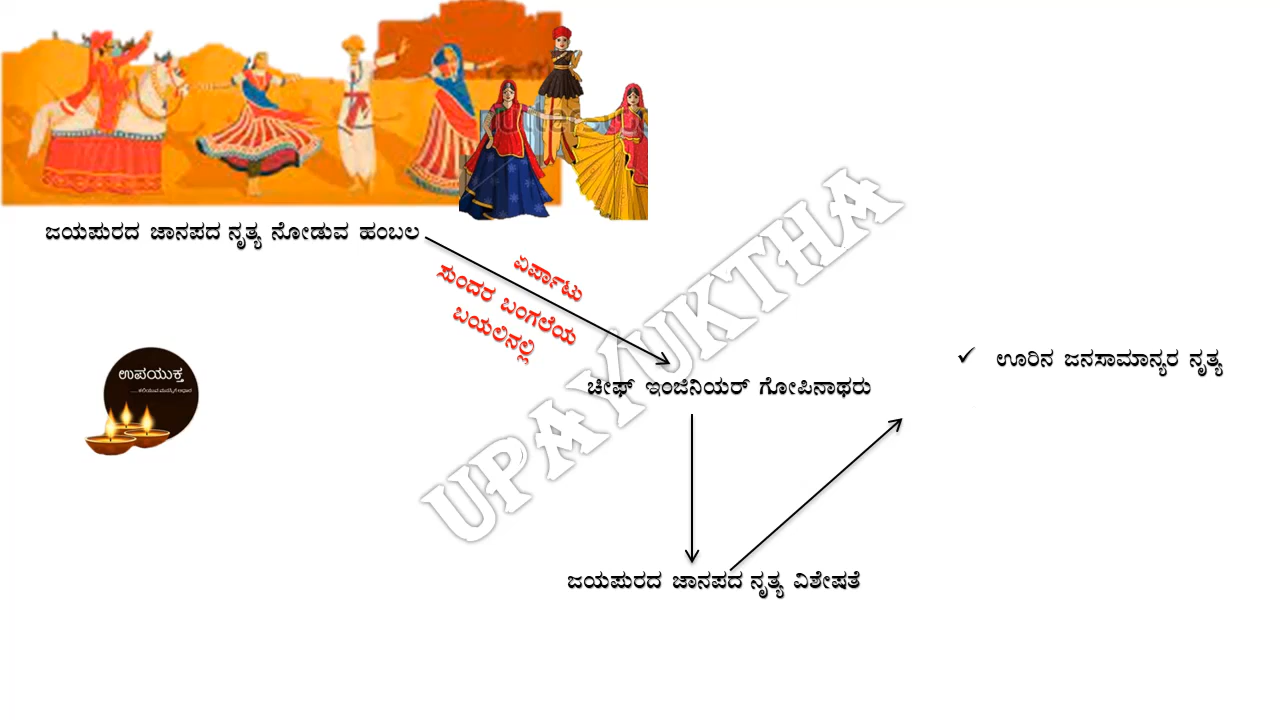 ಜಯಪುರದ ಜಾನಪದ ನೃತ್ಯ ನೋಡುವ ಹಂಬಲ
ಏರ್ಪಾಟು
ಸುಂದರ ಬಂಗಲೆಯ
ಬಯಲಿನಲ್ಲಿ
ಚೀಫ್ ಇಂಜಿನಿಯರ್ ಗೋಪಿನಾಥರು
✓ ಊರಿನ ಜನಸಾಮಾನ್ಯರ ನೃತ್ಯ
ಉಪಯುಕ್ತ
ಜಯಪುರದ ಜಾನಪದ ನೃತ್ಯ ವಿಶೇಷತೆ
UPAYUKTHA